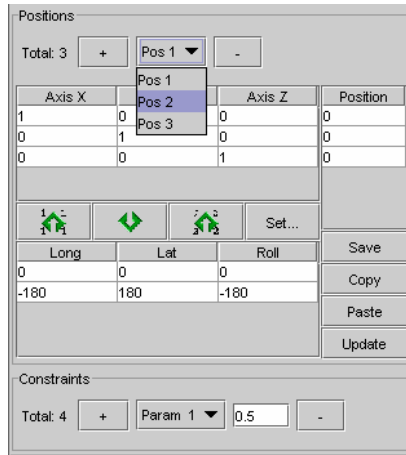 Positions
Total: 3 + Pos 1 -
Pos 1
Pos 2
Pos 3
Axis X Axis Z Position
1 0 0 0
0 1 0 0
0 0 1 0
Set...
Long Lat Roll
0 0 0
-180 180 -180
Save
Copy
Paste
Update
Constraints
Total: 4 + Param 1 0.5 -